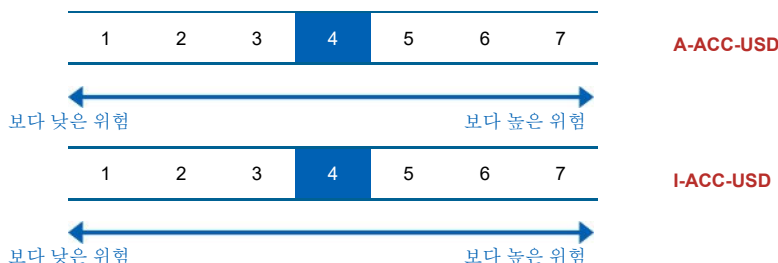 1 2 3 4 5 6 7 A-ACC-USD
보다 낮은 위험 보다 높은 위험
1 2 3 4 5 6 7 I-ACC-USD
보다 낮은 위험 보다 높은 위험